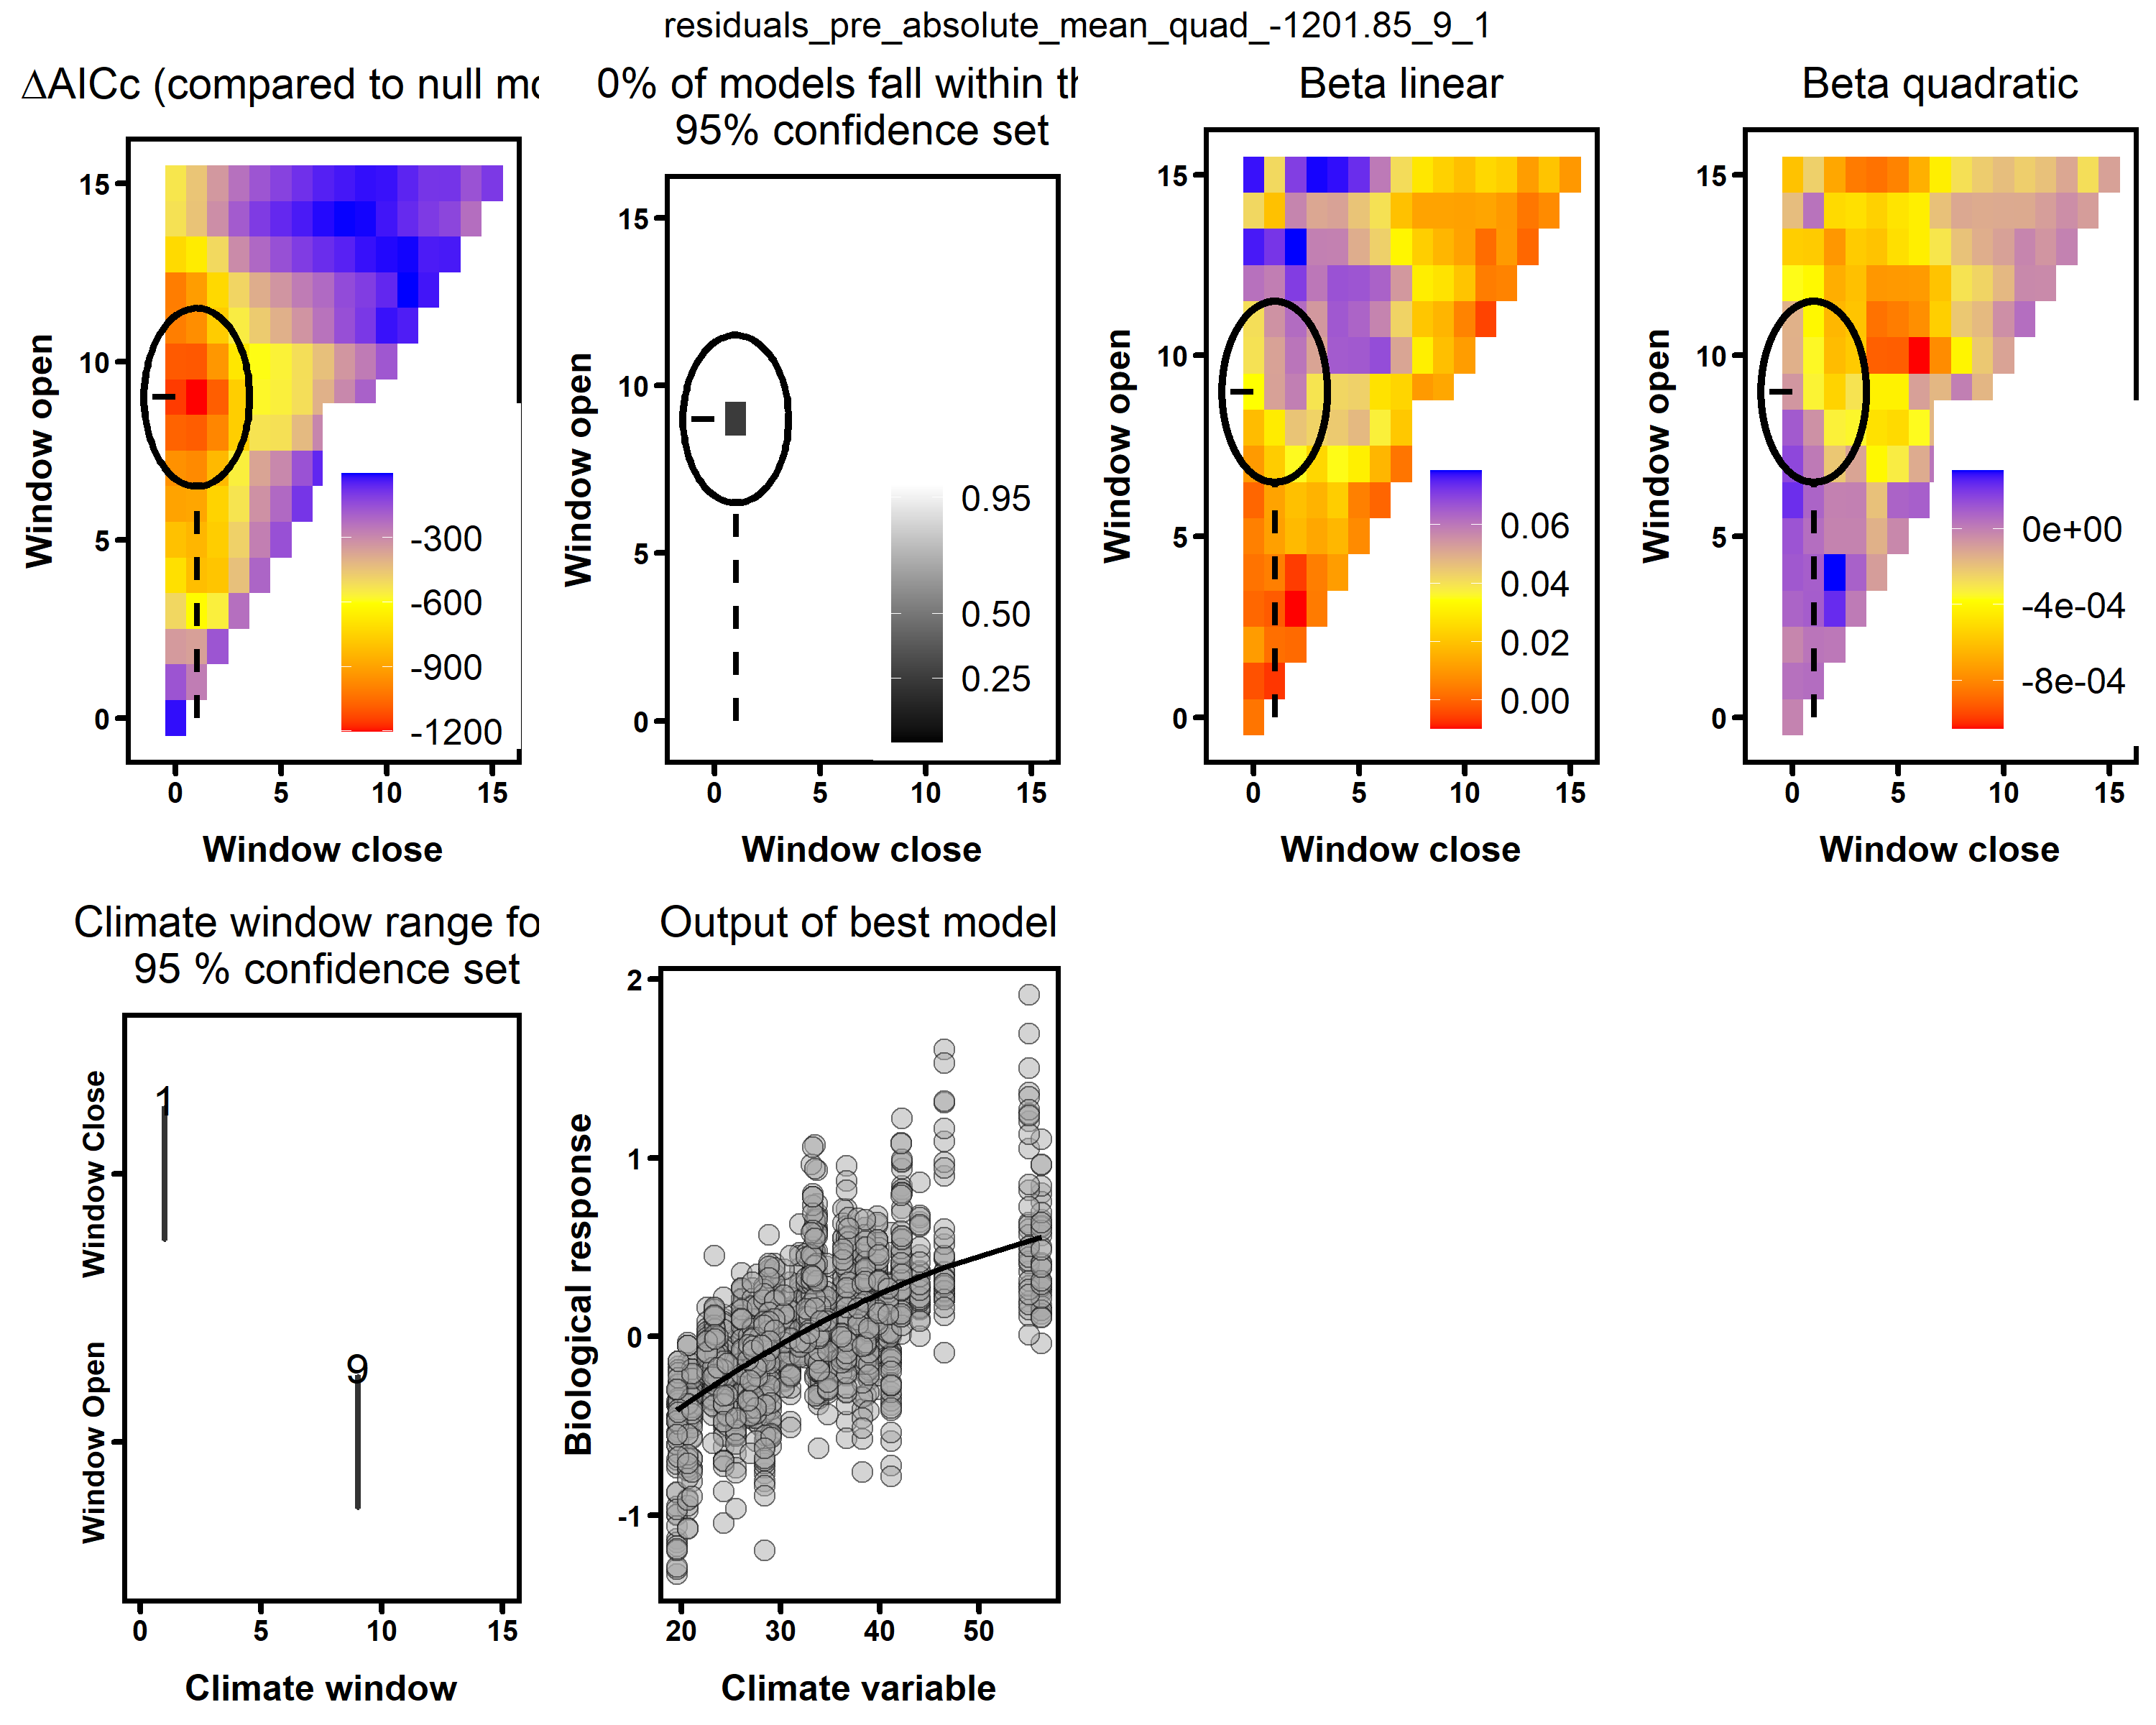 residuals_pre_absolute_mean_quad_-1201.85_9_1
ΔAICc (compared to null mo
Window open
15
10
5
0
-300
-600
-900
-1200
0 5 10 15
Window close
0% of models fall within th
95% confidence set
Window open
15
10
5
0
0.95
0.50
0.25
0 5 10 15
Window close
Beta linear
Window open
15
10
5
0
0.06
0.04
0.02
0.00
0 5 10 15
Window close
Beta quadratic
Window open
15
10
5
0
0e+00
-4e-04
-8e-04
0 5 10 15
Window close
Climate window range fo
95 % confidence set
Window Close
Window Open
1
9
0 5 10 15
Climate window
Output of best model
Biological response
2
1
0
-1
20 30 40 50
Climate variable